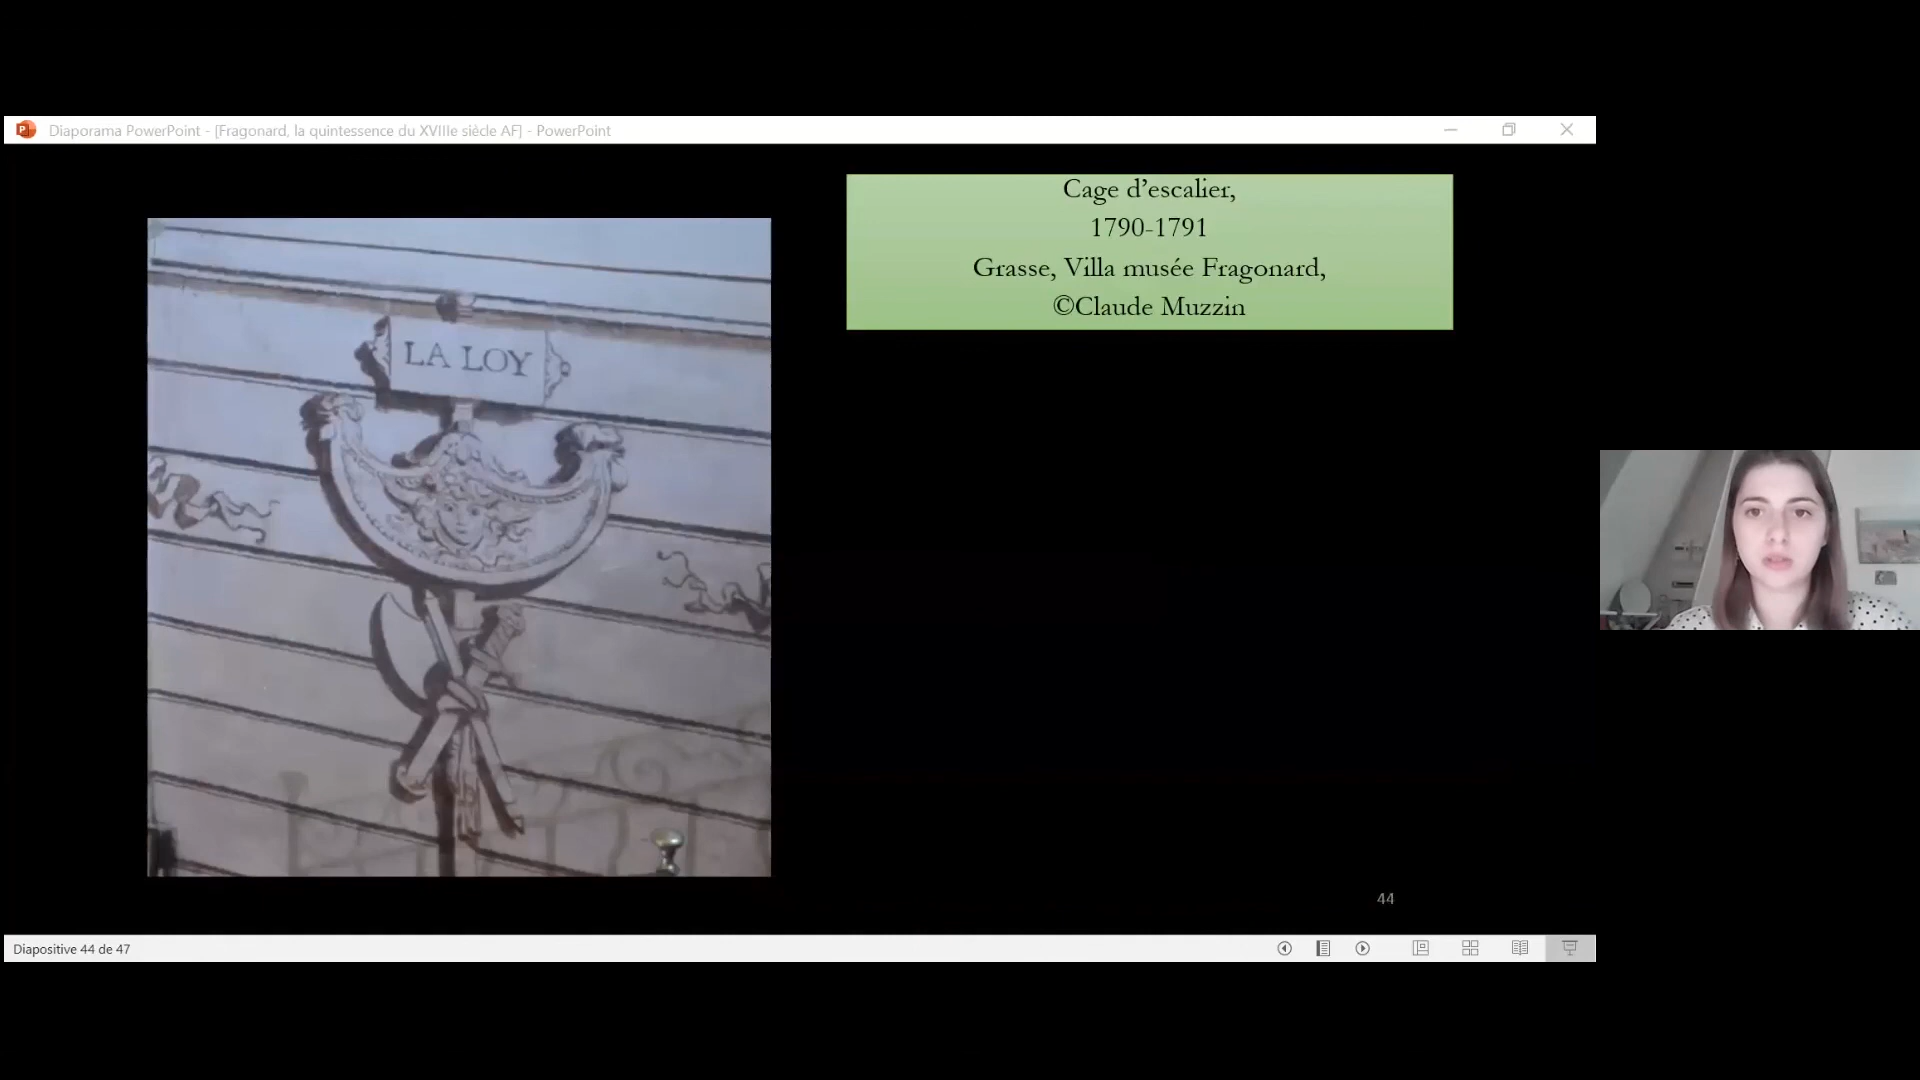 Diaporama PowerPoint - [Fragonard, la quintessence du XVIIIe siècle AF] - PowerPoint
Cage d’escalier,
1790-1791
Grasse, Villa musée Fragonard,
©Claude Muzzin
LA LOY
44
Diapositive 44 de 47